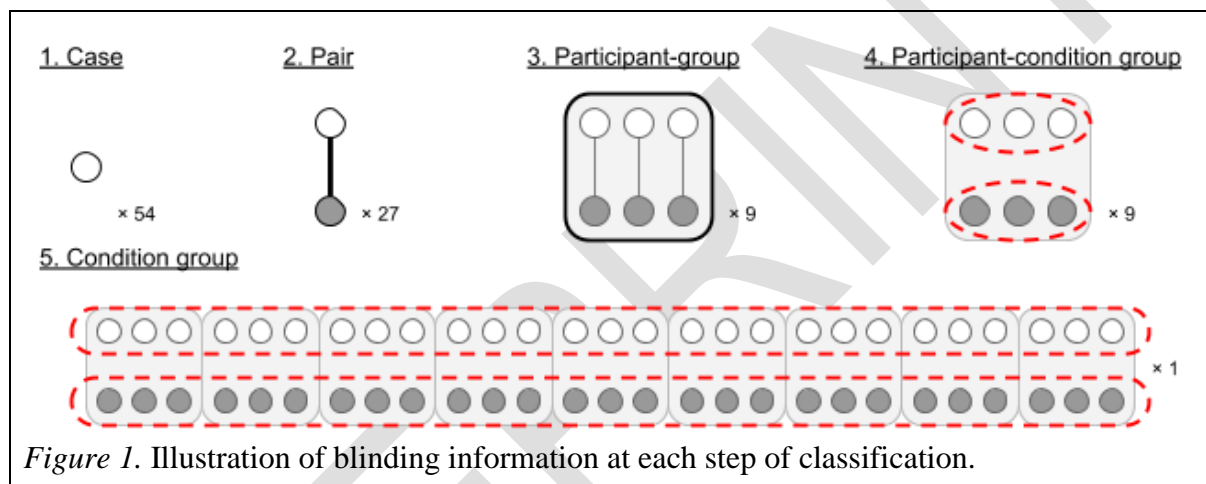 1. Case
2. Pair
3. Participant-group
4. Participant-condition group
× 54
× 27
× 9
× 9
5. Condition group
× 1
Figure 1. Illustration of blinding information at each step of classification.